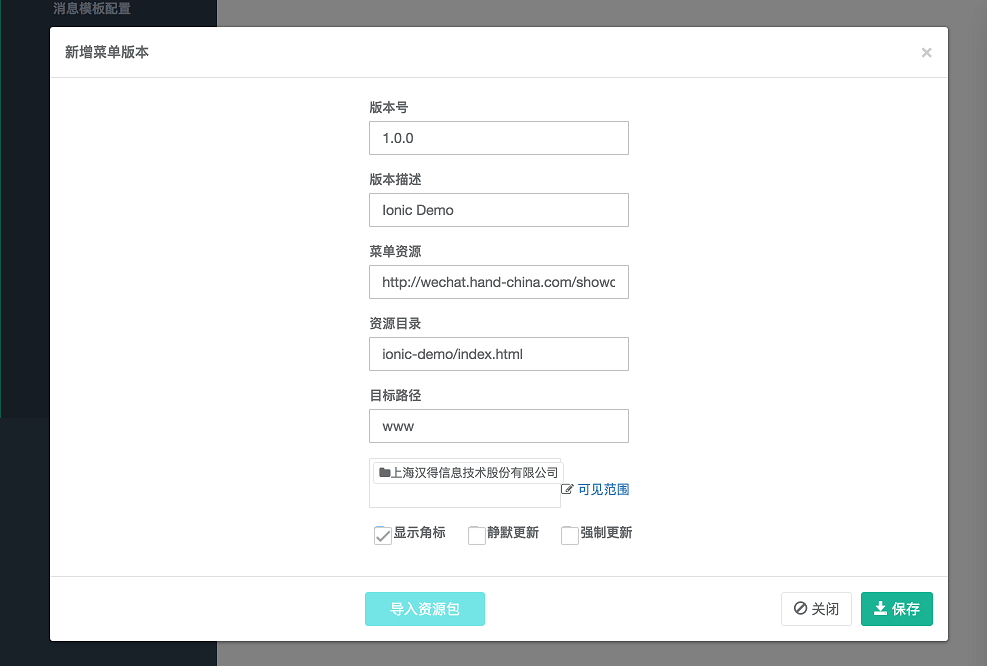 消息模板配置
新增菜单版本
×
版本号
1.0.0
版本描述
Ionic Demo
菜单资源
http://wechat.hand-china.com/showc
资源目录
ionic-demo/index.html
目标路径
www
上海汉得信息技术股份有限公司
可见范围
显示角标 静默更新 强制更新
导入资源包 关闭 保存